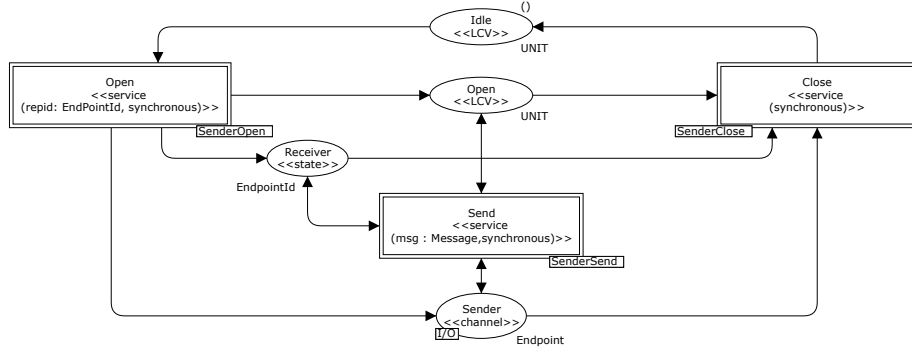 ()
Idle
<<LCV>>
UNIT
Open
<<service
(repid: EndPointId, synchronous)>>
SenderOpen
Open
<<LCV>>
UNIT
Close
<<service
(synchronous)>>
SenderClose
Receiver
<<state>>
EndpointId
Send
<<service
(msg : Message,synchronous)>>
SenderSend
Sender
<<channel>>
I/O
Endpoint